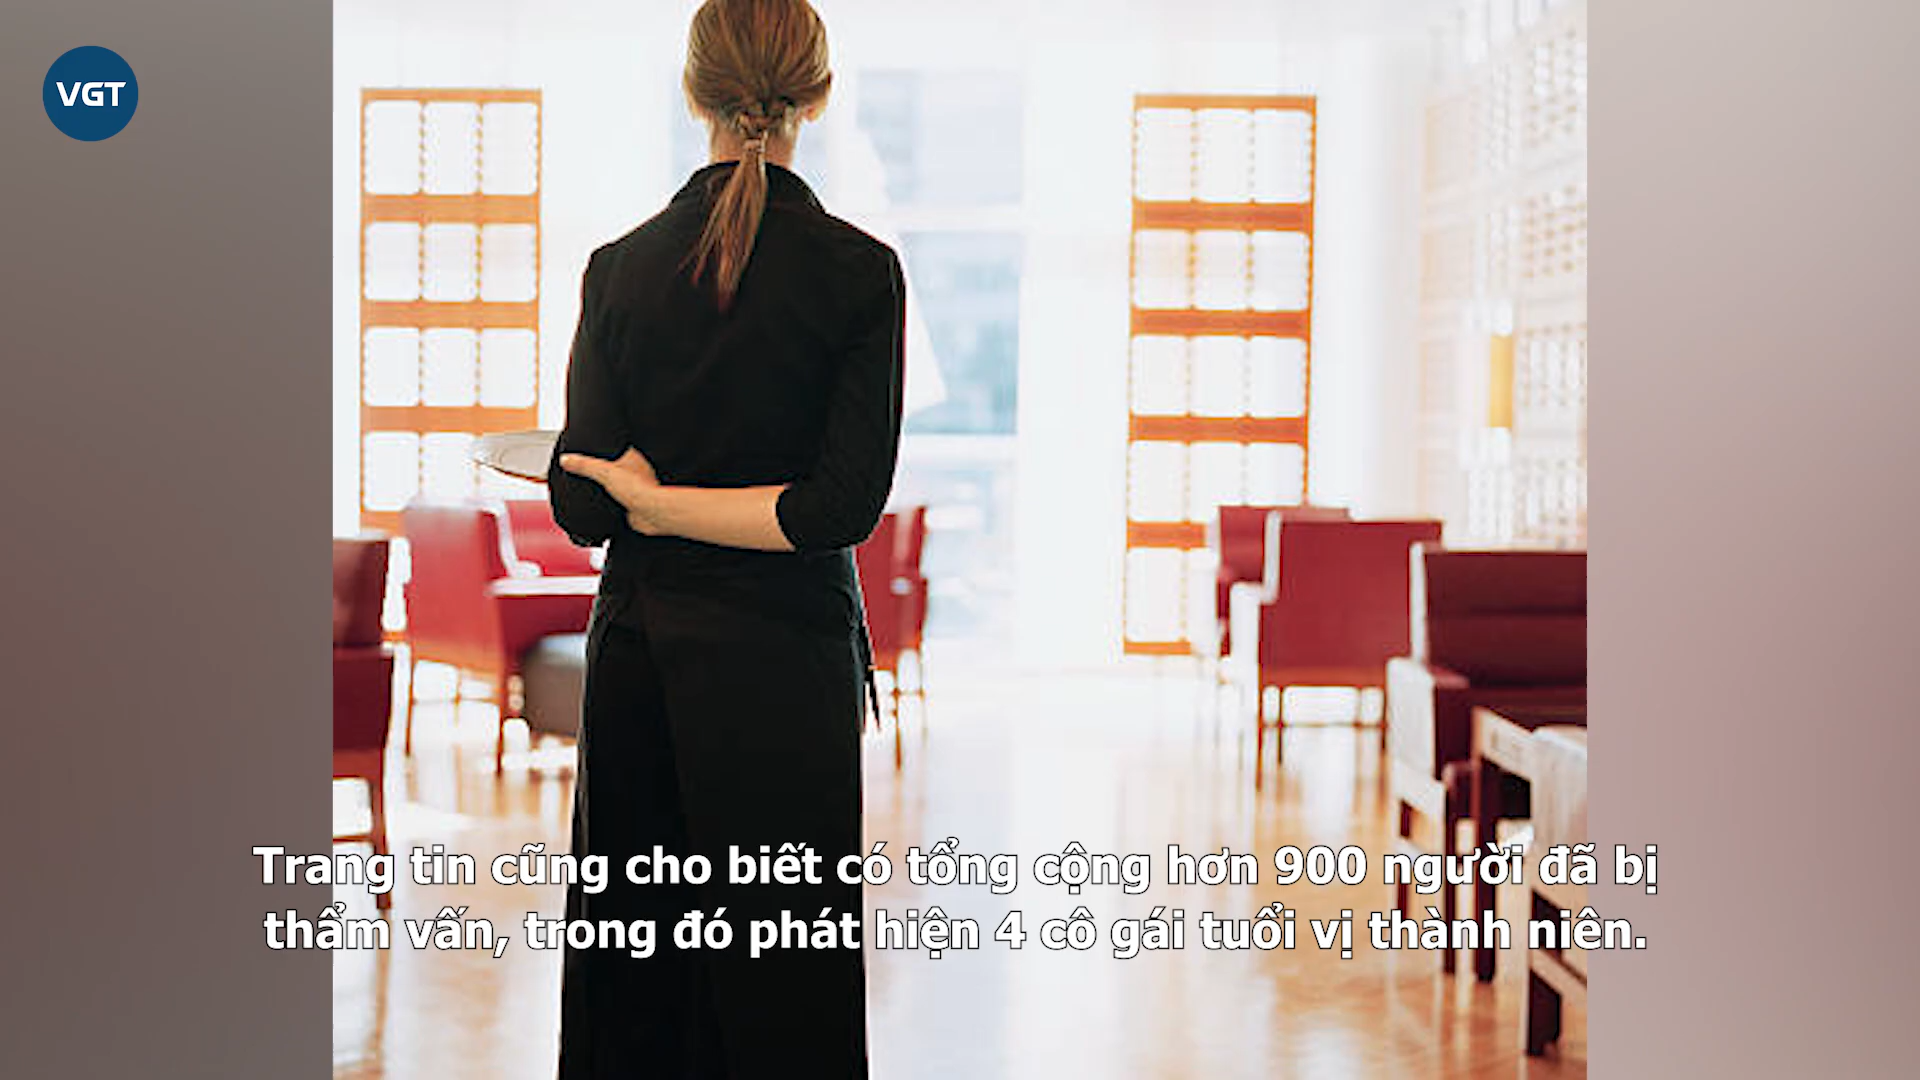 VGT
Trang tin cũng cho biết có tổng cộng hơn 900 người đã bị
thẩm vấn, trong đó phát hiện 4 cô gái tuổi vị thành niên.